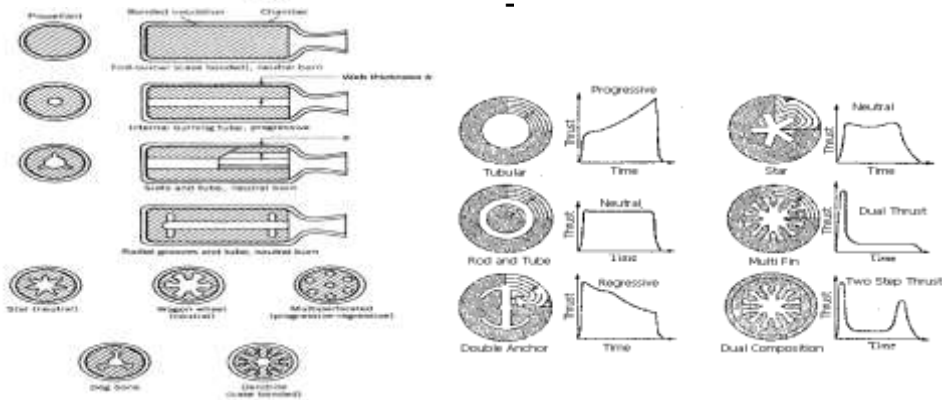 Propellant
Bonded insulation
Chamber
End-burner (case bonded), neutral burn
Web thickness b
Internal burning tube, progressive
Slots and tube, neutral burn
Radial grooves and tube, neutral burn
Star (neutral)
Wagon wheel
(neutral)
Multiperforated
(progressive-regressive)
Dog bone
Dendrite
(case bonded)
Progressive
Thrust
Tubular
Time
Neutral
Thrust
Star
Time
Neutral
Thrust
Rod and Tube
Time
Dual Thrust
Thrust
Multi Fin
Time
Regressive
Thrust
Double Anchor
Time
Two Step Thrust
Thrust
Dual Composition
Time